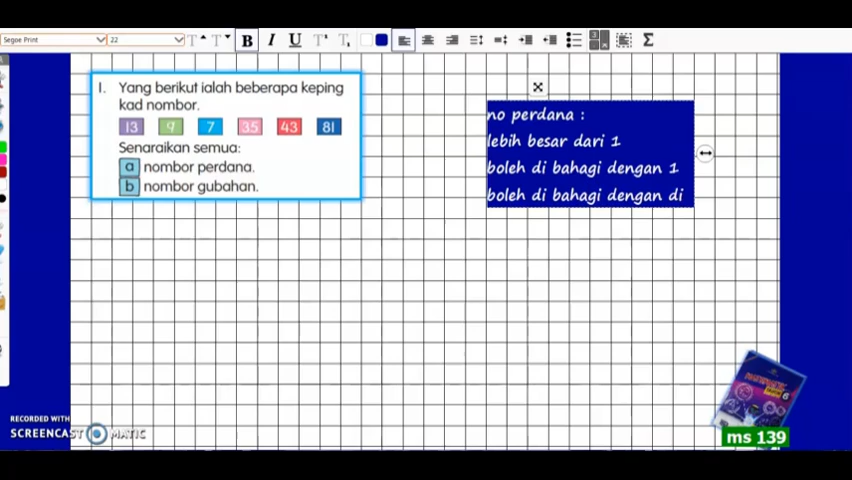 Segoe Print 22 B I U T T Σ
1. Yang berikut ialah beberapa keping
kad nombor.
13 9 7 35 43 81
Senaraikan semua:
a nombor perdana.
b nombor gubahan.
no perdana :
lebih besar dari 1
boleh di bahagi dengan 1
boleh di bahagi dengan di
RECORDED WITH
SCREENCAST MATIC
ms 139